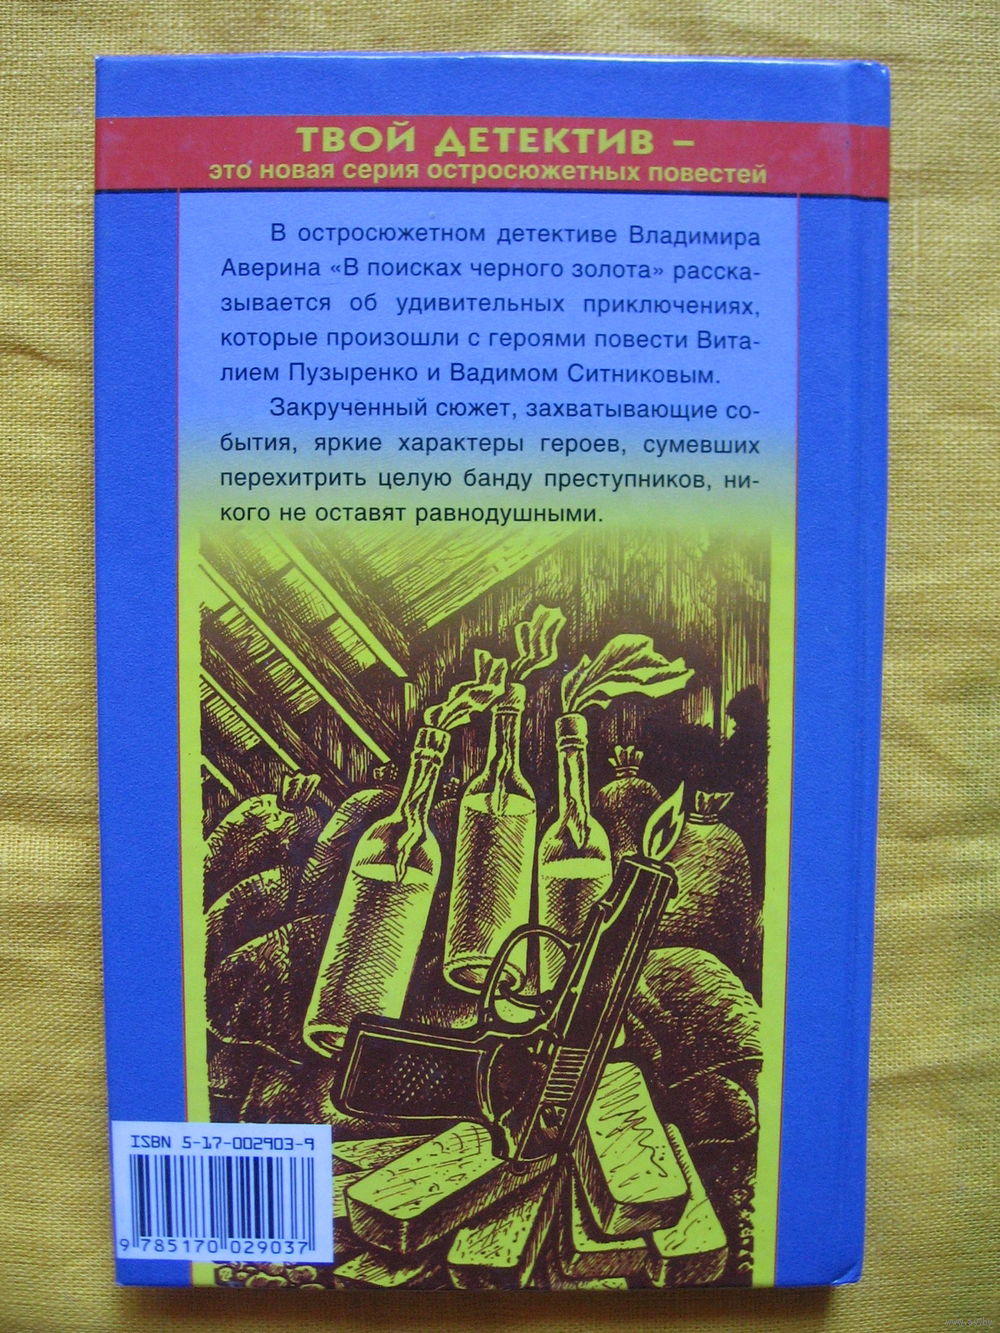 ТВОЙ ДЕТЕКТИВ –
это новая серия остросюжетных повестей
В остросюжетном детективе Владимира
Аверина «В поисках черного золота» расска-
зывается об удивительных приключениях,
которые произошли с героями повести Вита-
лием Пузыренко и Вадимом Ситниковым.
Закрученный сюжет, захватывающие со-
бытия, яркие характеры героев, сумевших
перехитрить целую банду преступников, ни-
кого не оставят равнодушными.
ISBN 5-17-002903-9
9 785170 029037